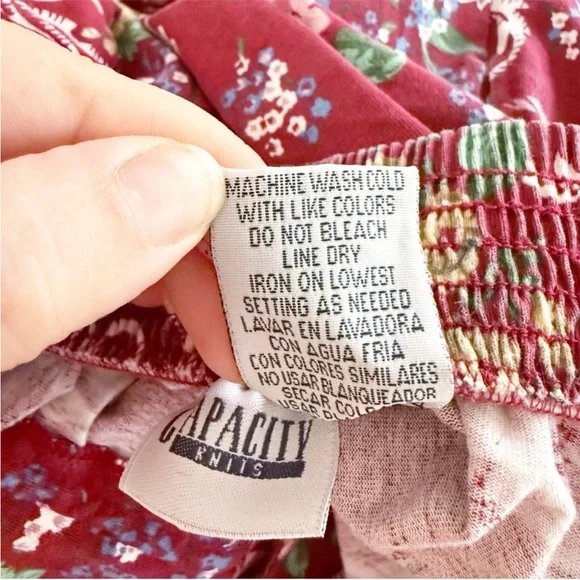 MACHINE WASH COLD
WITH LIKE COLORS
DO NOT BLEACH
LINE DRY
IRON ON LOWEST
SETTING AS NEEDED
LAVAR EN LAVADORA
CON AGUA FRIA
CON COLORES SIMILARES
NO USAR BLANQUEADOR
SECAR
CAPACITY
KNITS